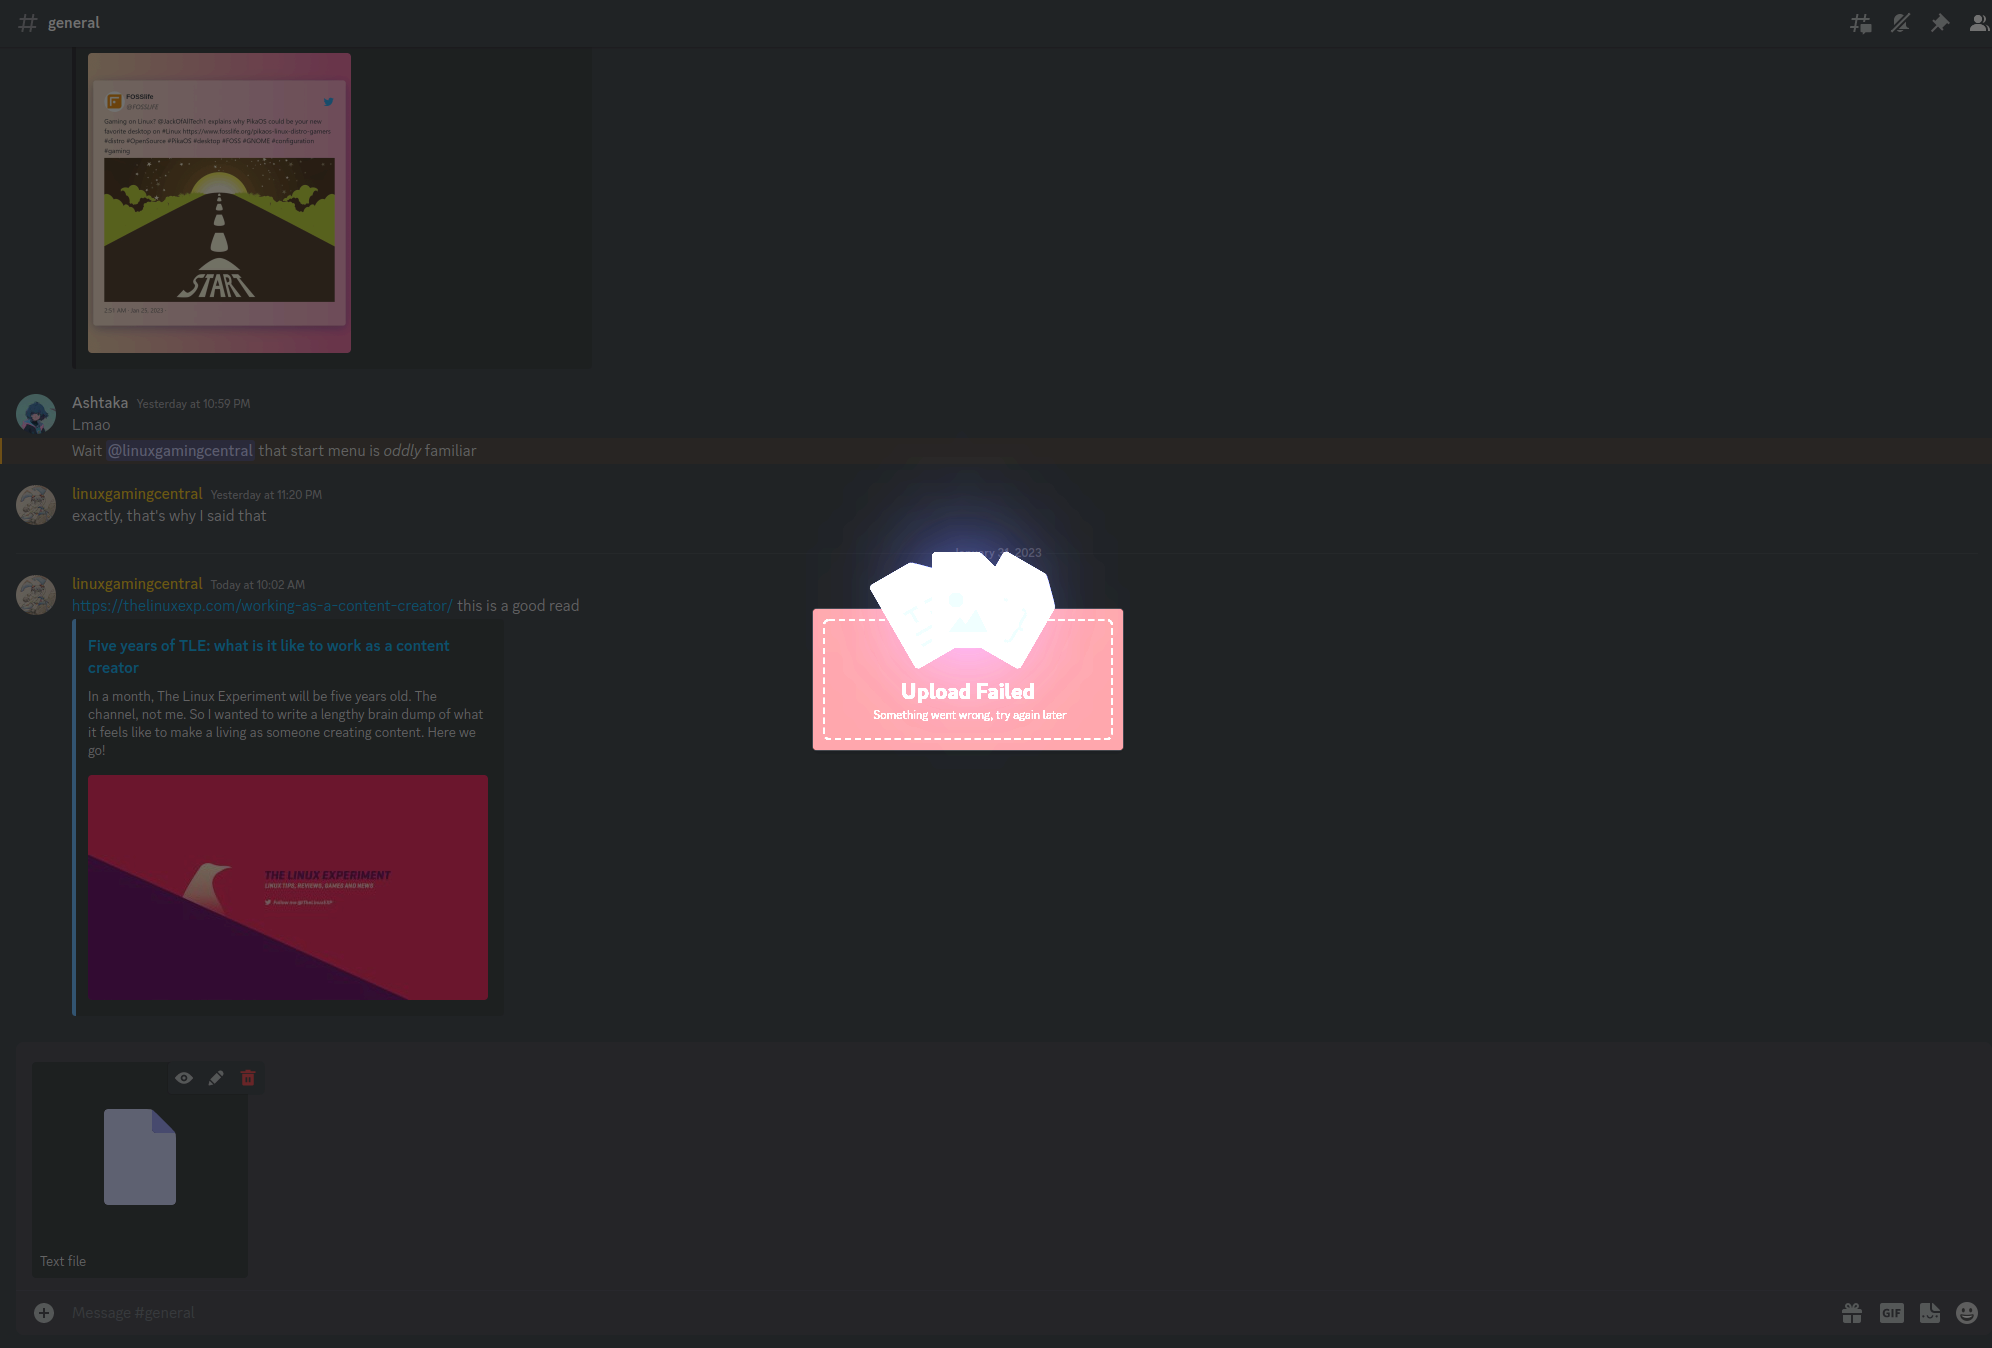 general
FOSSlife
@FOSSLIFE
Gaming on Linux? @JackOfAllTech1 explains why PikaOS could be your new
favorite desktop on #Linux https://www.fosslife.org/pikaos-linux-distro-gamers
#distro #OpenSource #PikaOS #desktop #FOSS #GNOME #configuration
#gaming
START
2:51 AM · Jan 25, 2023
Ashtaka Yesterday at 10:59 PM
Lmao
Wait @linuxgamingcentral that start menu is oddly familiar
linuxgamingcentral Yesterday at 11:20 PM
exactly, that's why I said that
2023
linuxgamingcentral Today at 10:02 AM
https://thelinuxexp.com/working-as-a-content-creator/ this is a good read
Five years of TLE: what is it like to work as a content
creator
In a month, The Linux Experiment will be five years old. The
channel, not me. So I wanted to write a lengthy brain dump of what
it feels like to make a living as someone creating content. Here we
go!
THE LINUX EXPERIMENT
LINUX TIPS, REVIEWS, GAMES AND NEWS
Follow me @TheLinuxEXP
Upload Failed
Something went wrong, try again later
Text file
Message #general
GIF